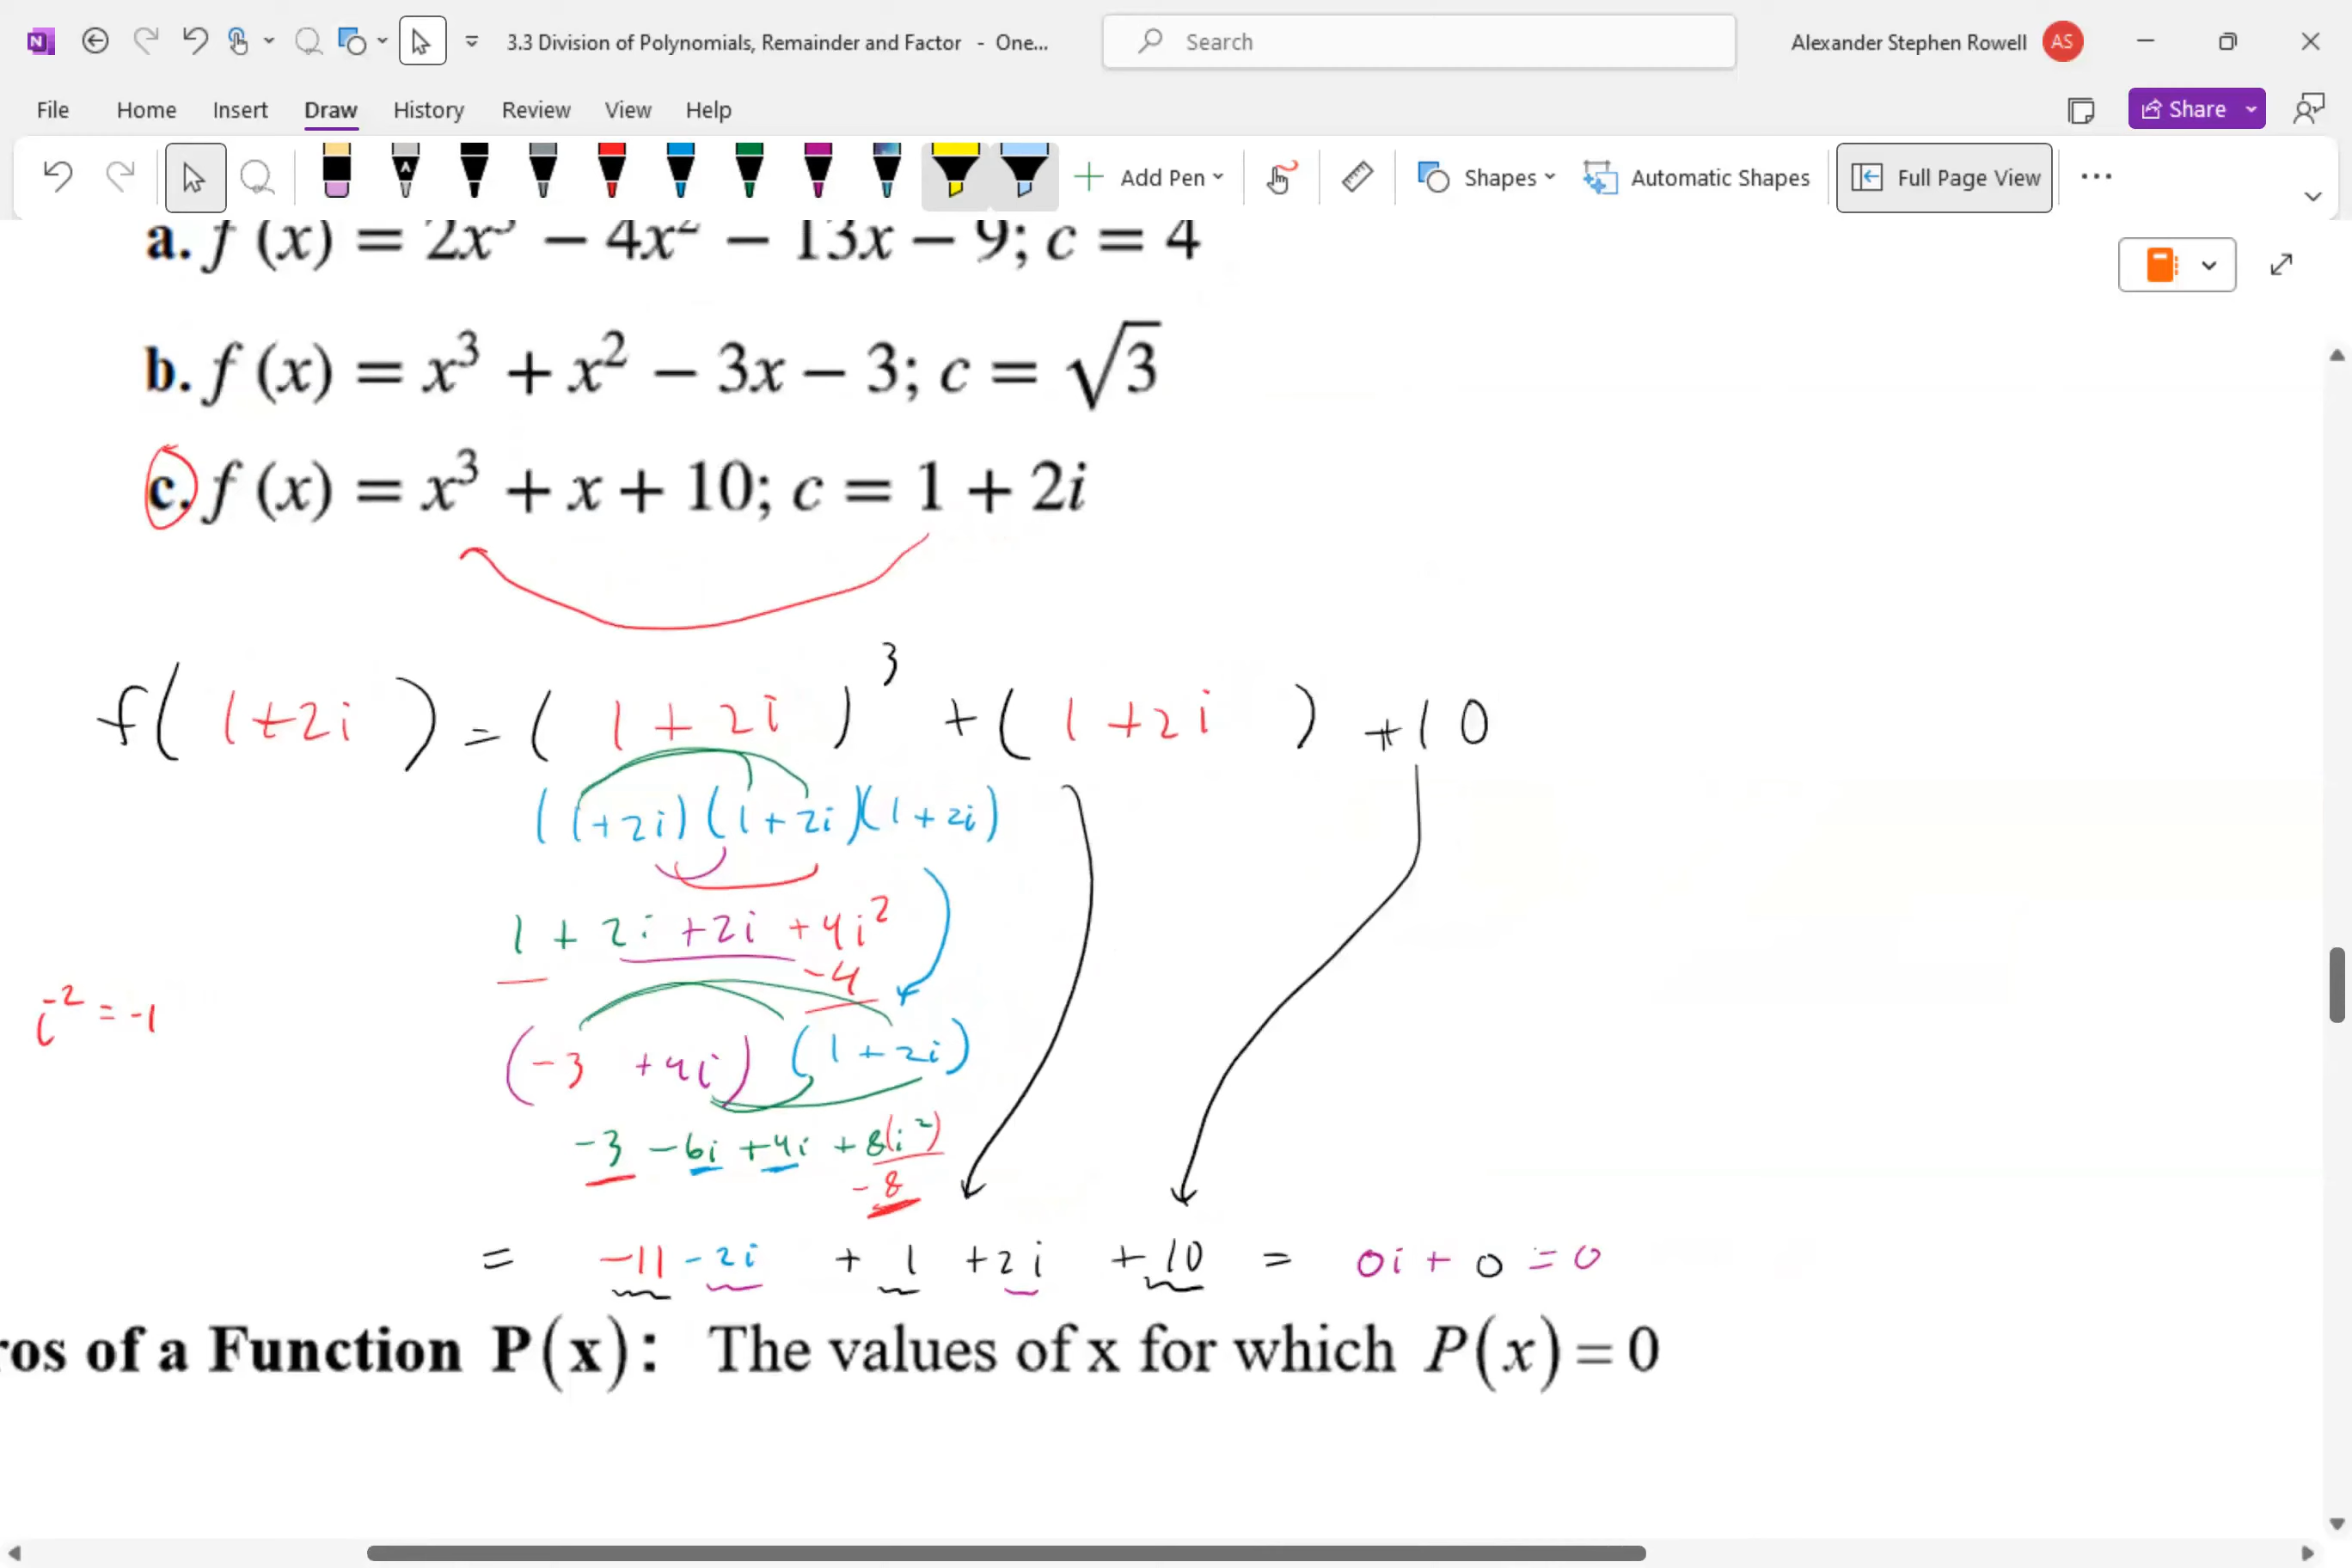 3.3 Division of Polynomials, Remainder and Factor - One...
Search
Alexander Stephen Rowell AS
File Home Insert Draw History Review View Help
Share
Add Pen Shapes Automatic Shapes Full Page View ...
a. f (x) = 2x³ − 4x² − 13x − 9; c = 4
b. f (x) = x³ + x² − 3x − 3; c = √3
c. f (x) = x³ + x + 10; c = 1 + 2i
f( 1+2i ) = ( 1 + 2i )³ + ( 1 + 2i ) + 10
(1+2i)(1+2i)(1+2i)
1 + 2i +2i +4i²
-4
i² = -1
(-3 +4i) (1 + 2i)
-3 -6i +4i +8(i²)
-8
= -11 -2i + 1 +2i +10 = 0i + 0 = 0
ros of a Function P(x): The values of x for which P(x) = 0